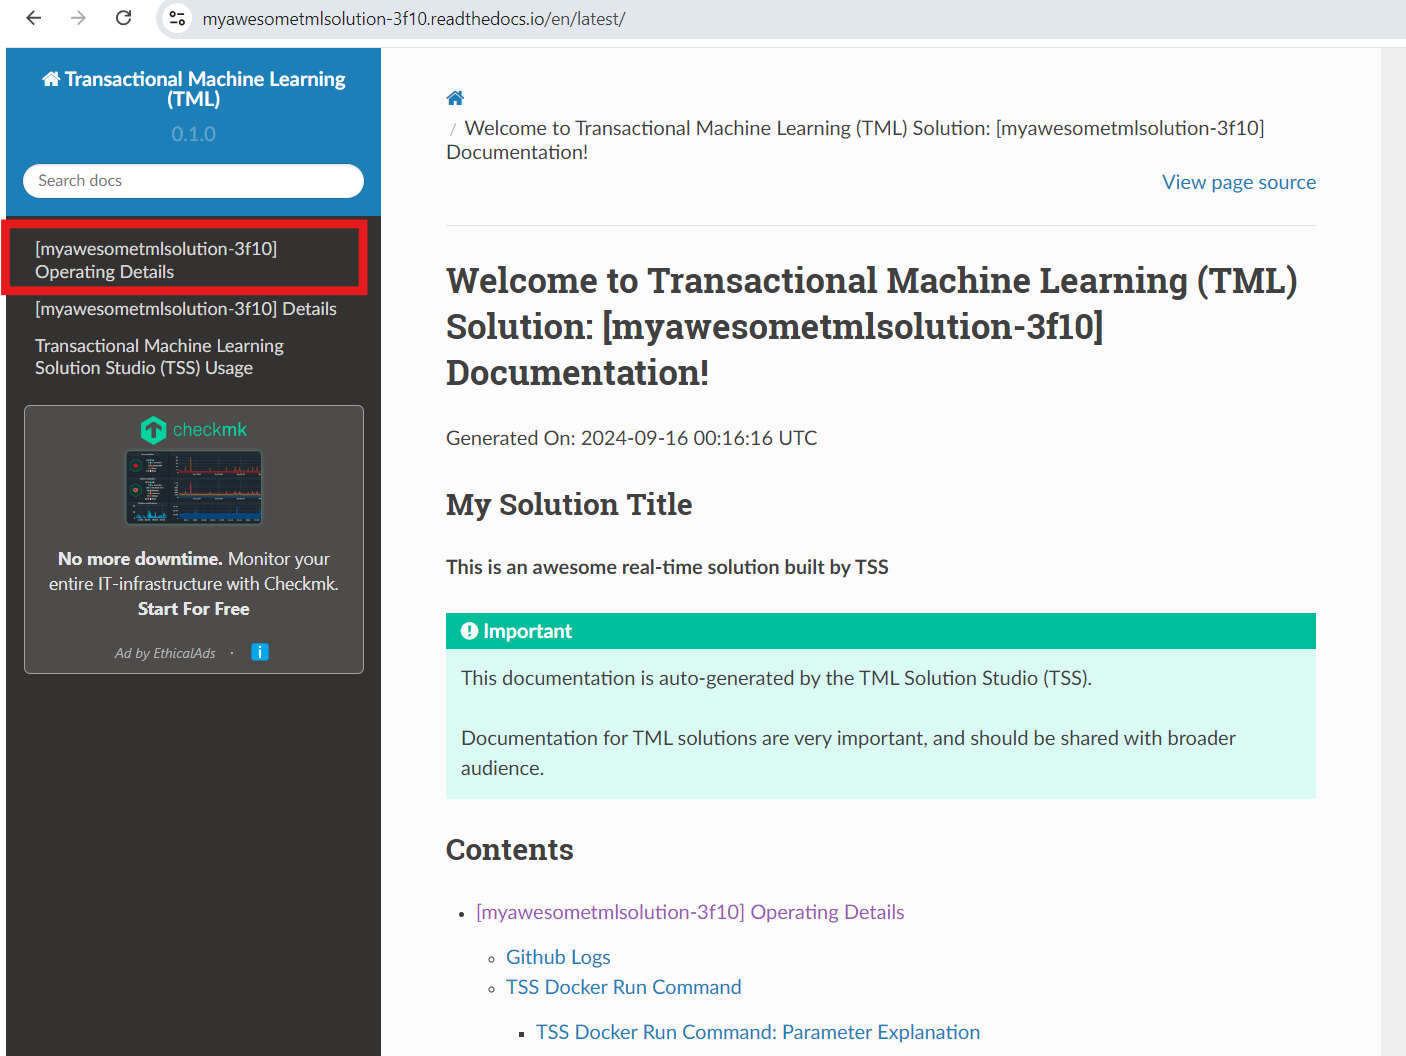 myawesometmlsolution-3f10.readthedocs.io/en/latest/
Transactional Machine Learning
(TML)
0.1.0
Search docs
[myawesometmlsolution-3f10]
Operating Details
[myawesometmlsolution-3f10] Details
Transactional Machine Learning
Solution Studio (TSS) Usage
checkmk
No more downtime. Monitor your
entire IT-infrastructure with Checkmk.
Start For Free
Ad by EthicalAds ·
/ Welcome to Transactional Machine Learning (TML) Solution: [myawesometmlsolution-3f10]
Documentation!
View page source
Welcome to Transactional Machine Learning (TML)
Solution: [myawesometmlsolution-3f10]
Documentation!
Generated On: 2024-09-16 00:16:16 UTC
My Solution Title
This is an awesome real-time solution built by TSS
Important
This documentation is auto-generated by the TML Solution Studio (TSS).
Documentation for TML solutions are very important, and should be shared with broader
audience.
Contents
[myawesometmlsolution-3f10] Operating Details
Github Logs
TSS Docker Run Command
TSS Docker Run Command: Parameter Explanation